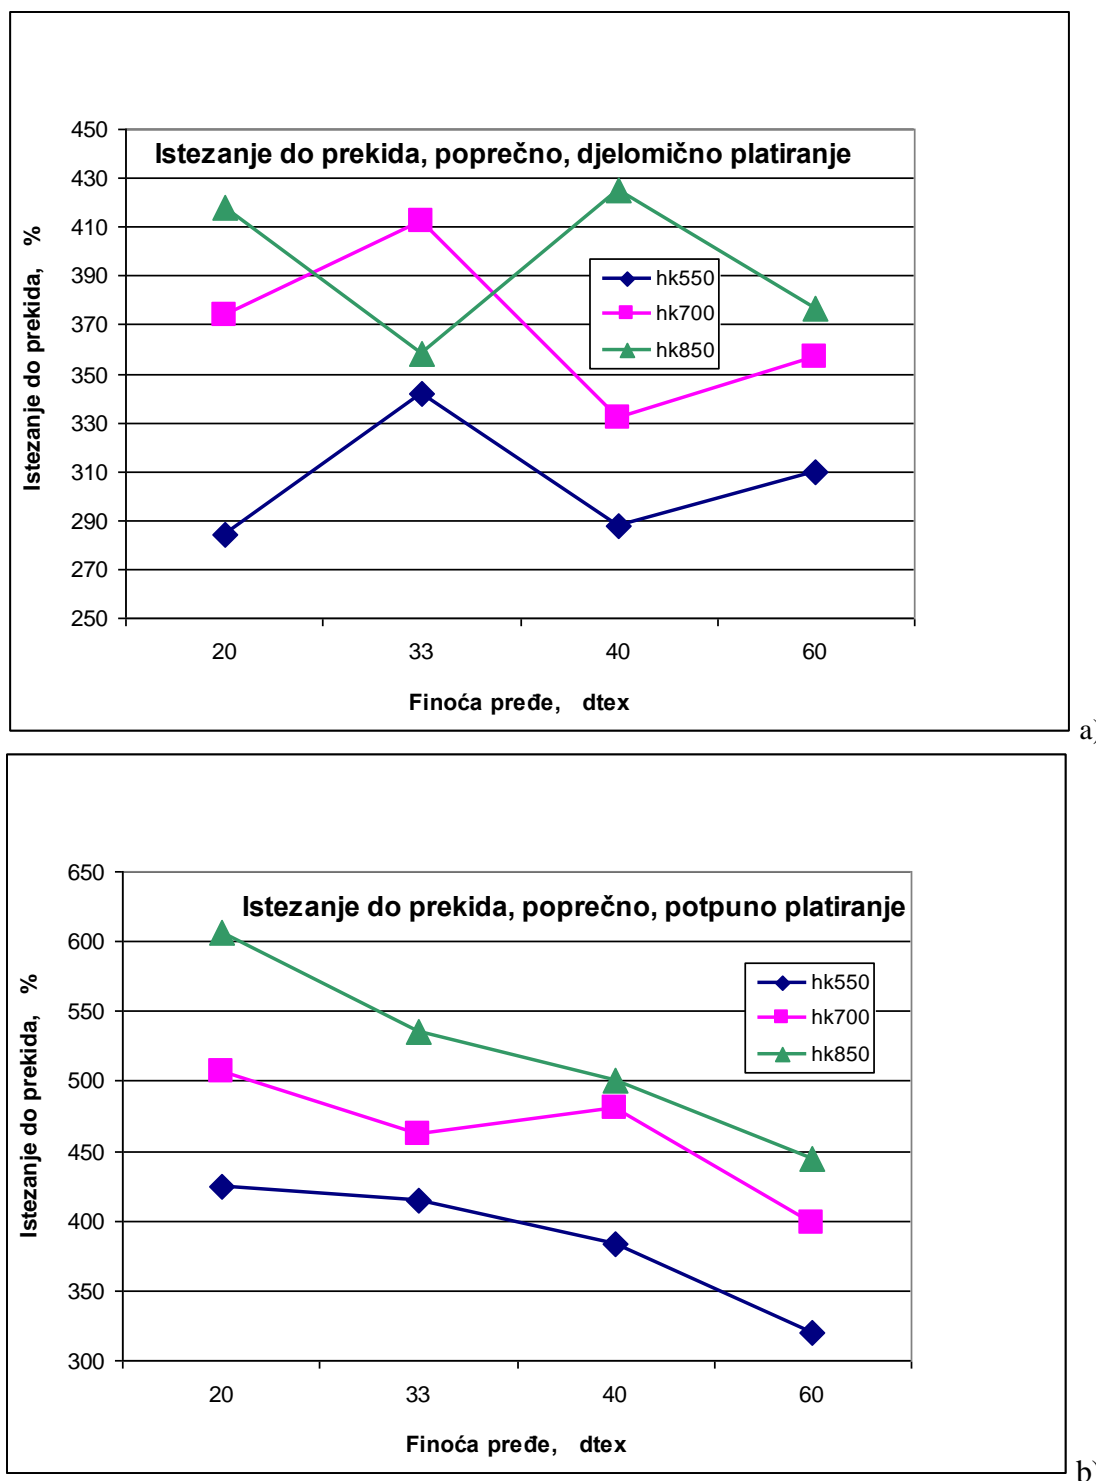 Istezanje do prekida, poprečno, djelomično platiranje
Istezanje do prekida, %
450
430
410
390
370
350
330
310
290
270
250
hk550
hk700
hk850
20 33 40 60
Finoća pređe, dtex
a)
Istezanje do prekida, poprečno, potpuno platiranje
Istezanje do prekida, %
650
600
550
500
450
400
350
300
hk550
hk700
hk850
20 33 40 60
Finoća pređe, dtex
b)